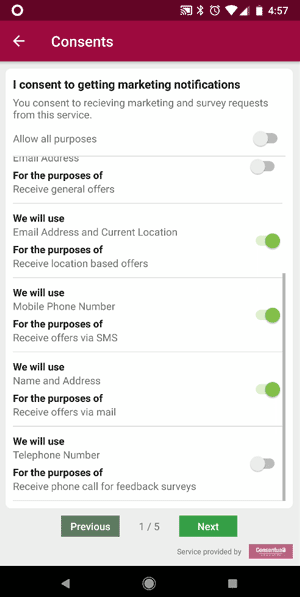 4:57
Consents
I consent to getting marketing notifications
You consent to recieving marketing and survey requests
from this service.
Allow all purposes
Email Address
For the purposes of
Receive general offers
We will use
Email Address and Current Location
For the purposes of
Receive location based offers
We will use
Mobile Phone Number
For the purposes of
Receive offers via SMS
We will use
Name and Address
For the purposes of
Receive offers via mail
We will use
Telephone Number
For the purposes of
Receive phone call for feedback surveys
Previous
1 / 5
Next
Service provided by